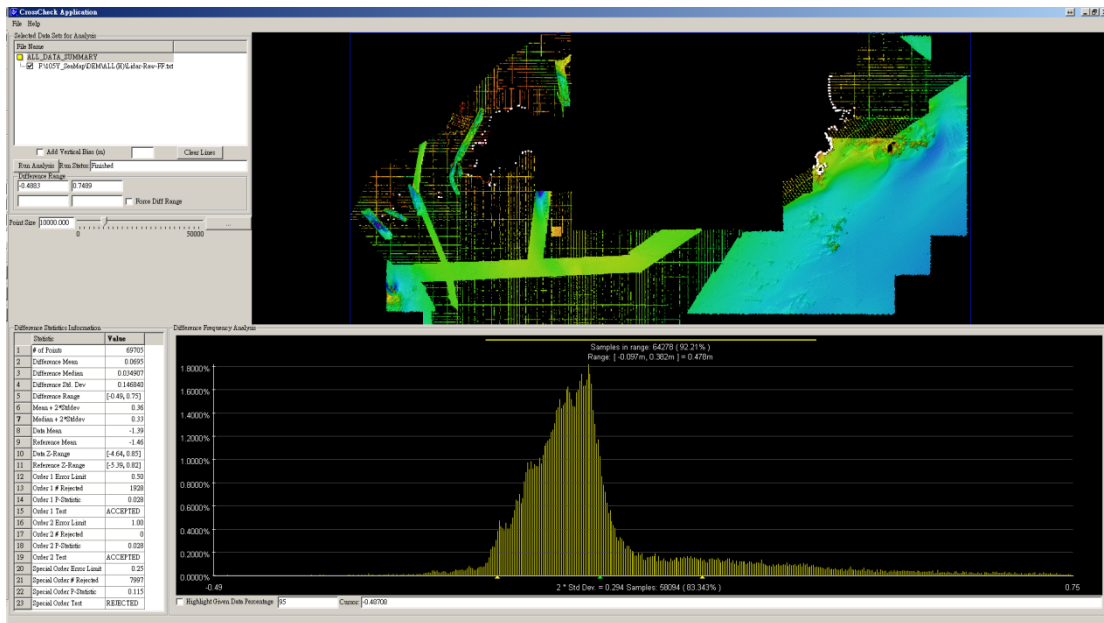 CrossCheck Application
File Help
Selected Data Sets for Analysis
File Name
ALL_DATA_SUMMARY
F:\105Y_SeaMap\DEM\ALL (H)\Lidar-Raw-FF.txt
Add Vertical Bias (m)
Clear Lines
Run Analysis Run Status Finished
Difference Range
-0.4883 0.7489
Force Diff Range
Point Size 10000.000
...
0 50000
Difference Statistics Information
Statistic Value
1 # of Points 69705
2 Difference Mean 0.0695
3 Difference Median 0.034907
4 Difference Std. Dev 0.146840
5 Difference Range [-0.49, 0.75]
6 Mean + 2*Stddev 0.36
7 Median + 2*Stddev 0.33
8 Data Mean -1.39
9 Reference Mean -1.46
10 Data Z-Range [-4.64, 0.85]
11 Reference Z-Range [-5.39, 0.82]
12 Order 1 Error Limit 0.50
13 Order 1 # Rejected 1928
14 Order 1 P-Statistic 0.028
15 Order 1 Test ACCEPTED
16 Order 2 Error Limit 1.00
17 Order 2 # Rejected 0
18 Order 2 P-Statistic 0.028
19 Order 2 Test ACCEPTED
20 Special Order Error Limit 0.25
21 Special Order # Rejected 7997
22 Special Order P-Statistic 0.115
23 Special Order Test REJECTED
Difference Frequency Analysis
Samples in range: 64278 ( 92.21% )
Range: [ -0.097m, 0.382m ] = 0.478m
1.8000%
1.6000%
1.4000%
1.2000%
1.0000%
0.8000%
0.6000%
0.4000%
0.2000%
0.0000%
-0.49
2 * Std Dev. = 0.294 Samples: 58094 ( 83.343% )
0.75
Highlight Given Data Percentage 95 Cursor: -0.48708